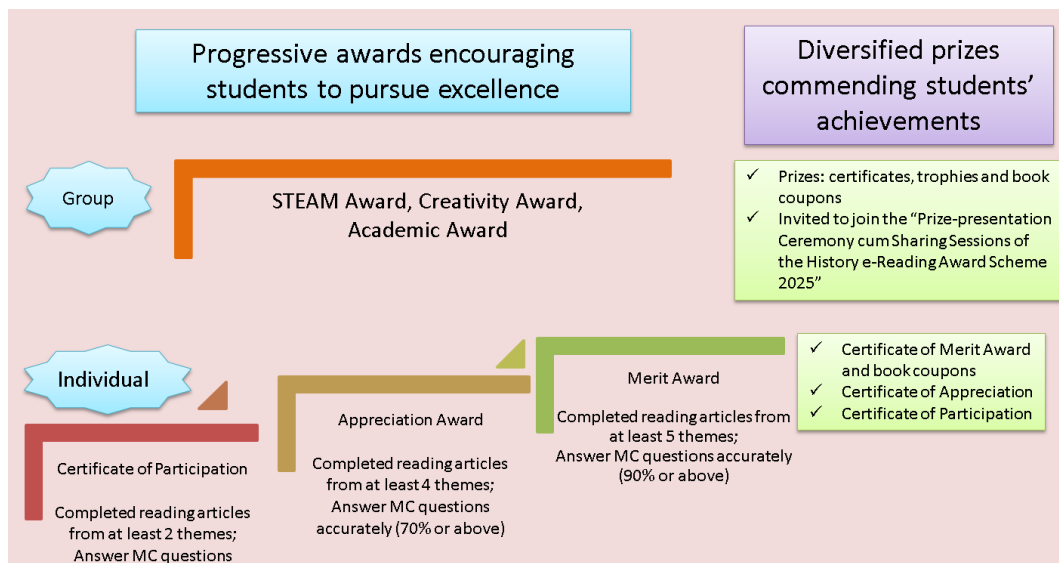 Progressive awards encouraging
students to pursue excellence
Diversified prizes
commending students’
achievements
Group
STEAM Award, Creativity Award,
Academic Award
✓ Prizes: certificates, trophies and book
coupons
✓ Invited to join the “Prize-presentation
Ceremony cum Sharing Sessions of
the History e-Reading Award Scheme
2025”
Individual
Certificate of Participation
Completed reading articles
from at least 2 themes;
Answer MC questions
Appreciation Award
Completed reading articles
from at least 4 themes;
Answer MC questions
accurately (70% or above)
Merit Award
Completed reading articles from
at least 5 themes;
Answer MC questions accurately
(90% or above)
✓ Certificate of Merit Award
and book coupons
✓ Certificate of Appreciation
✓ Certificate of Participation